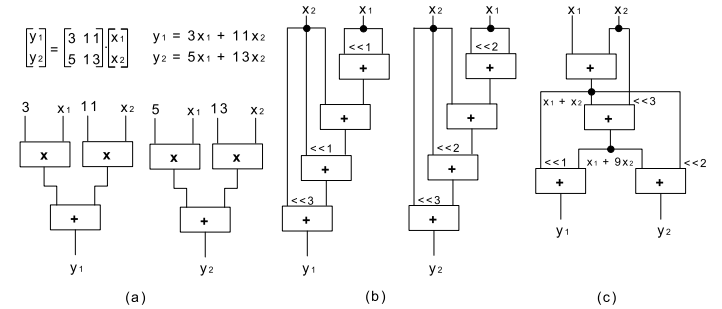 [y₁ y₂] = [3 11 5 13] · [x₁ x₂]
y₁ = 3x₁ + 11x₂
y₂ = 5x₁ + 13x₂
3 x₁ 11 x₂
5 x₁ 13 x₂
x x
x x
+
+
y₁
y₂
(a)
x₂ x₁
<<1
+
+
<<1
+
<<3
+
y₁
x₂ x₁
<<2
+
+
<<2
+
<<3
+
y₂
(b)
x₁ x₂
+
x₁ + x₂
<<3
+
<<1
x₁ + 9x₂
<<2
+
+
y₁
y₂
(c)